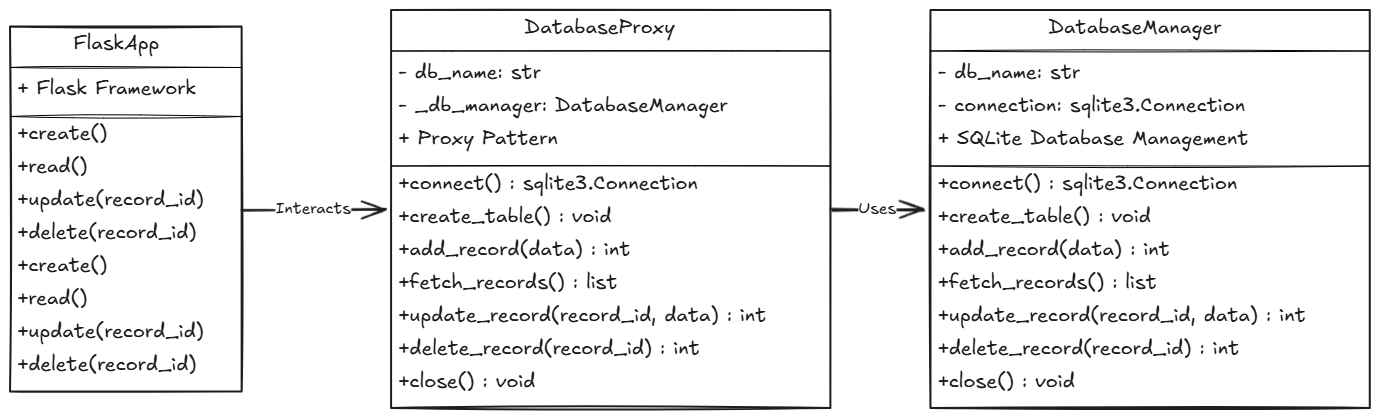 FlaskApp
+ Flask Framework
+create()
+read()
+update(record_id)
+delete(record_id)
+create()
+read()
+update(record_id)
+delete(record_id)
Interacts
DatabaseProxy
- db_name: str
- _db_manager: DatabaseManager
+ Proxy Pattern
+connect() : sqlite3.Connection
+create_table() : void
+add_record(data) : int
+fetch_records() : list
+update_record(record_id, data) : int
+delete_record(record_id) : int
+close() : void
Uses
DatabaseManager
- db_name: str
- connection: sqlite3.Connection
+ SQLite Database Management
+connect() : sqlite3.Connection
+create_table() : void
+add_record(data) : int
+fetch_records() : list
+update_record(record_id, data) : int
+delete_record(record_id) : int
+close() : void